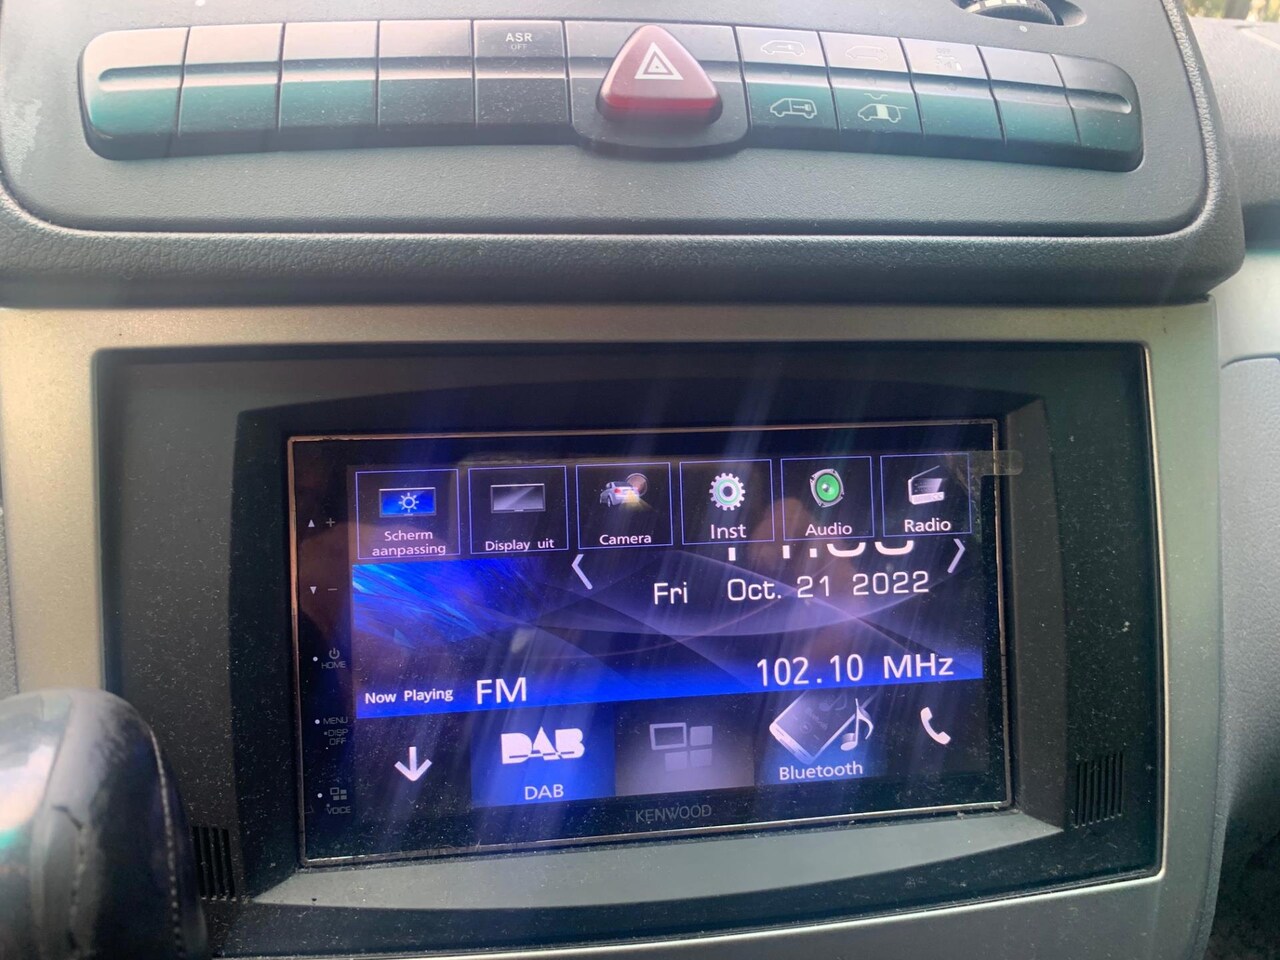 ASR
OFF
Scherm
aanpassing
Display uit
Camera
Inst
Audio
Radio
Fri Oct. 21 2022
102.10 MHz
Now Playing FM
HOME
MENU
•DISP
OFF
VOICE
DAB
DAB
Bluetooth
KENWOOD